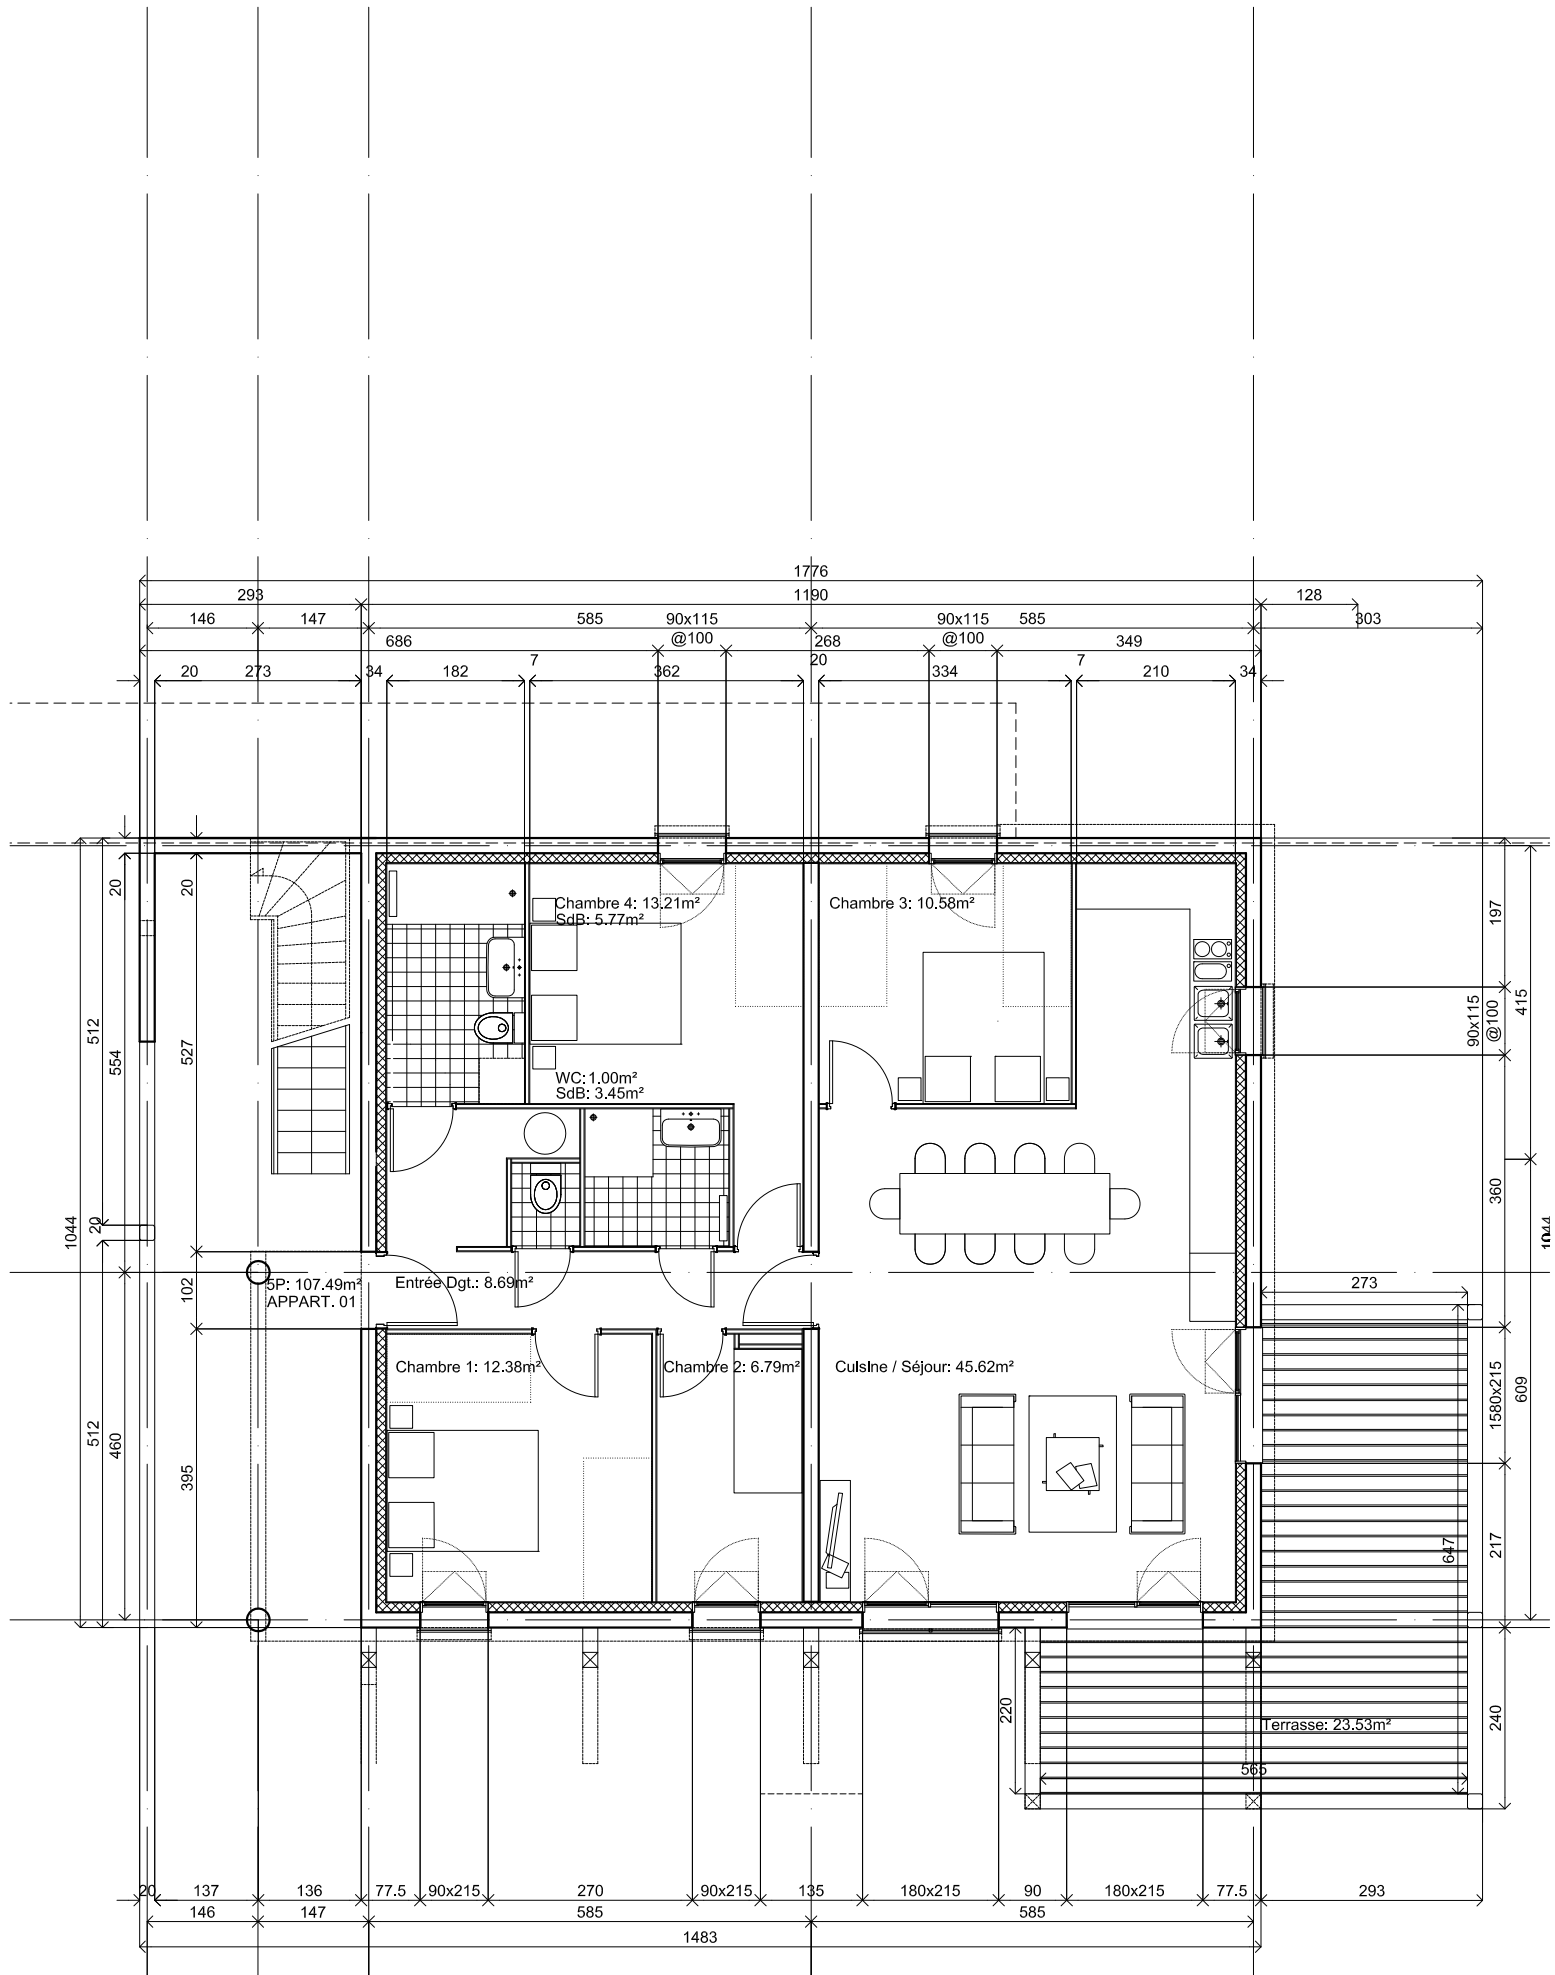 1776
293 1190 128
146 147 585 90x115 90x115 585 303
686 @100 268 @100 349
7 20 7
20 273 34 182 362 334 210 34
20 20
Chambre 4: 13.21m² Chambre 3: 10.58m²
SdB: 5.77m²
197
415
90x115
@100
512
554
527
WC: 1.00m²
SdB: 3.45m²
360
1044
20
1044
102
5P: 107.49m² Entrée Dgt.: 8.69m²
APPART. 01
273
Chambre 1: 12.38m² Chambre 2: 6.79m² Cuisine / Séjour: 45.62m²
1580x215
609
512
460
395
647
217
220
240
Terrasse: 23.53m²
565
20 137 136 77.5 90x215 270 90x215 135 180x215 90 180x215 77.5 293
146 147 585 585
1483